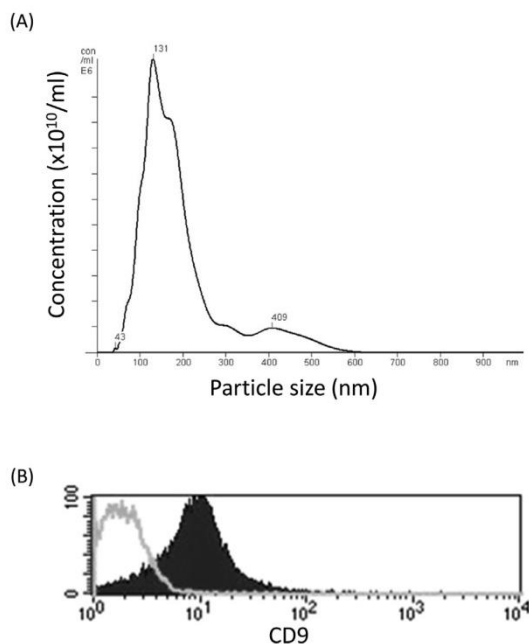 (A)
con
/ml
E6
131
Concentration (x10¹⁰/ml)
43
409
0 100 200 300 400 500 600 700 800 900 nm
Particle size (nm)
(B)
100
0
10⁰ 10¹ 10² 10³ 10⁴
CD9